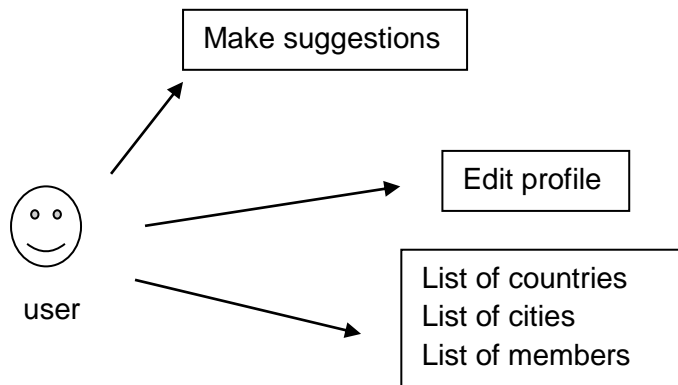 Make suggestions
Edit profile
user
List of countries
List of cities
List of members